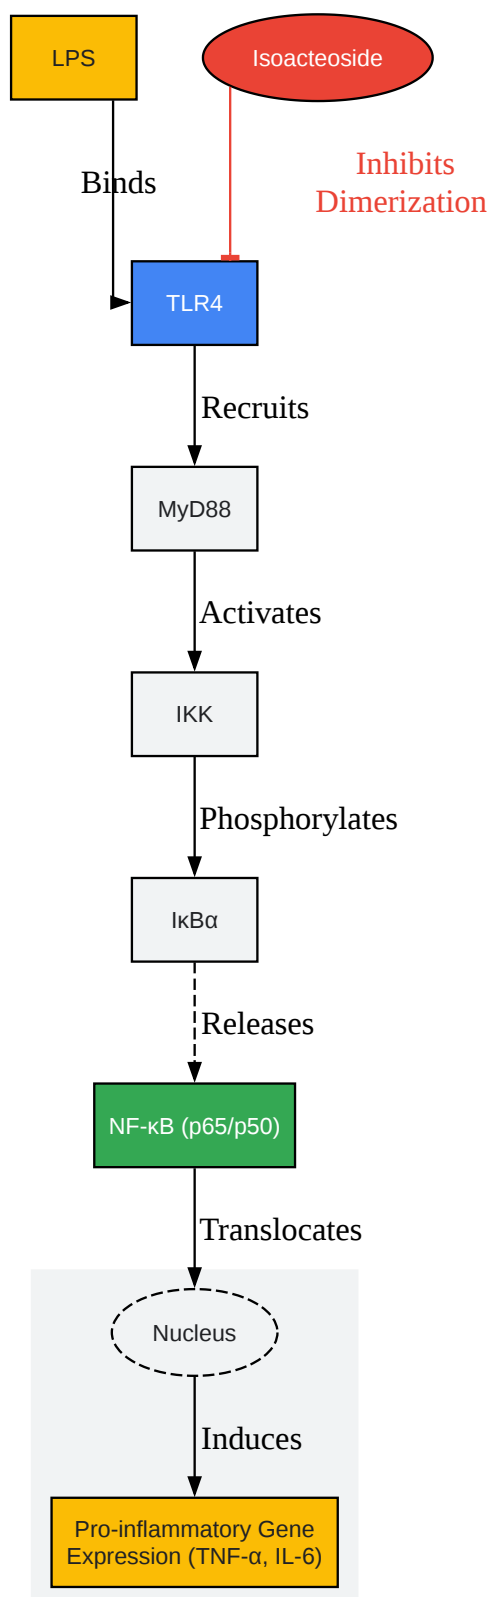 LPS
Isoacteoside
Binds
Inhibits
Dimerization
TLR4
Recruits
MyD88
Activates
IKK
Phosphorylates
IκBα
Releases
NF-κB (p65/p50)
Translocates
Nucleus
Induces
Pro-inflammatory Gene
Expression (TNF-α, IL-6)